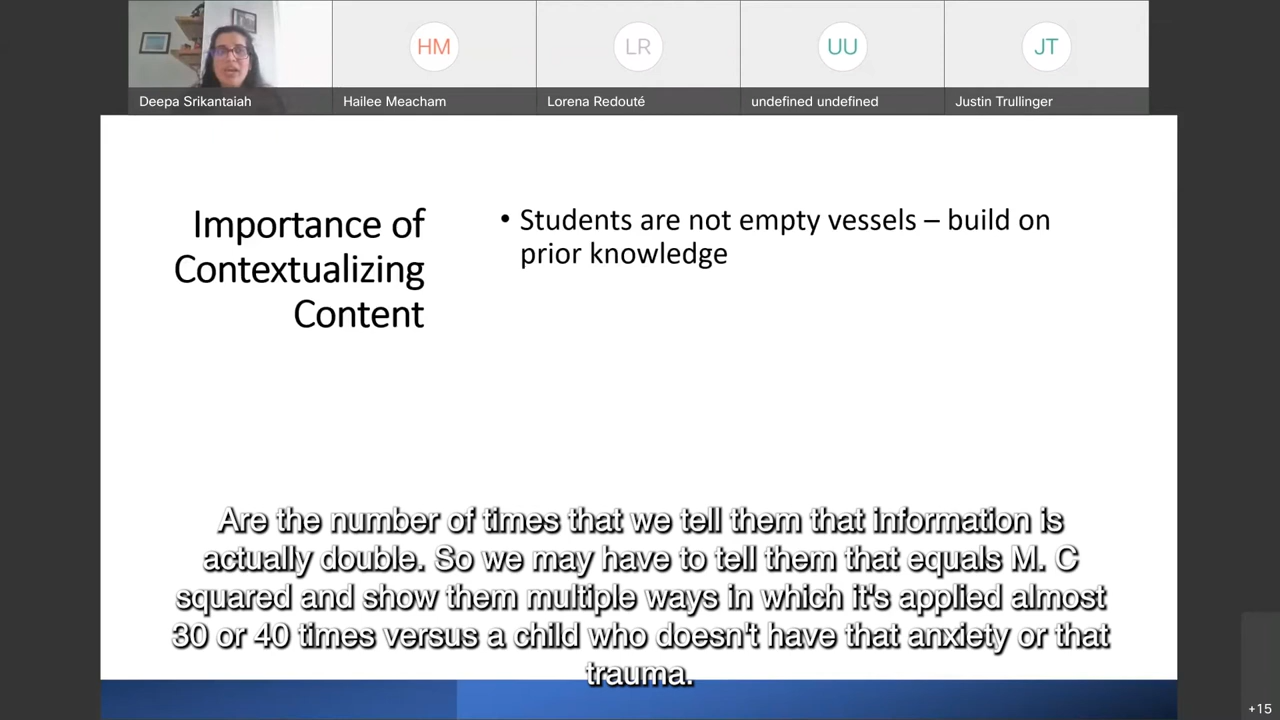 HM
LR
UU
JT
Deepa Srikantaiah
Hailee Meacham
Lorena Redouté
undefined undefined
Justin Trullinger
Importance of
Contextualizing
Content
• Students are not empty vessels – build on
prior knowledge
Are the number of times that we tell them that information is
actually double. So we may have to tell them that equals M. C
squared and show them multiple ways in which it's applied almost
30 or 40 times versus a child who doesn't have that anxiety or that
trauma.
+15